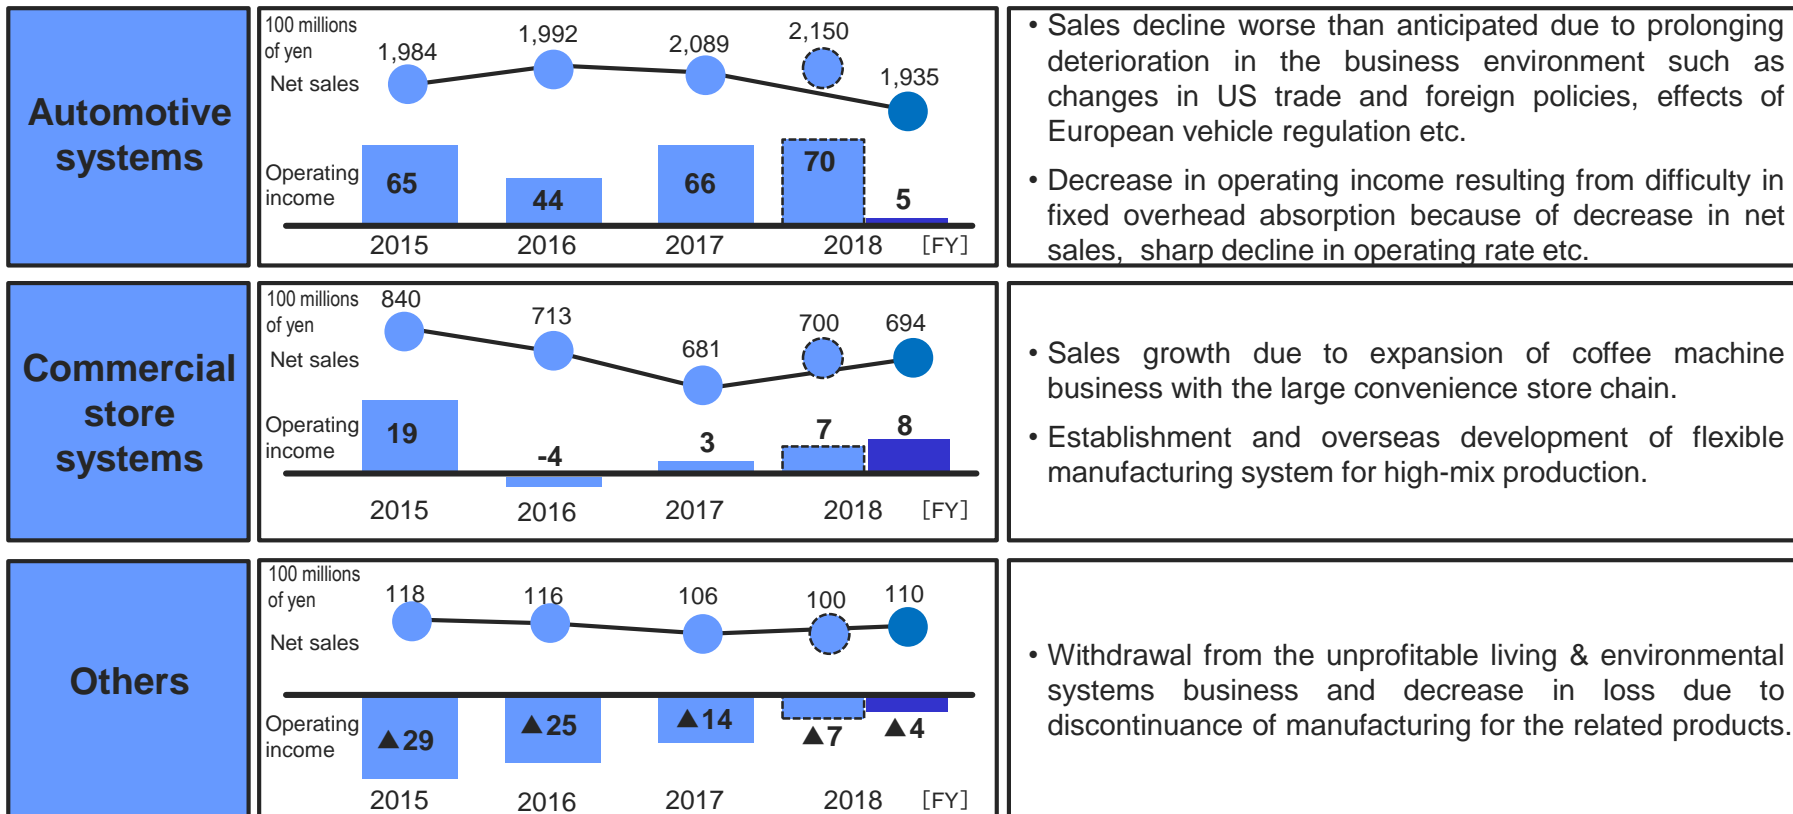 Automotive
systems
100 millions
of yen
Net sales
1,984
1,992
2,089
2,150
1,935
Operating
income
65
44
66
70
5
2015
2016
2017
2018
[FY]
• Sales decline worse than anticipated due to prolonging
deterioration in the business environment such as
changes in US trade and foreign policies, effects of
European vehicle regulation etc.
• Decrease in operating income resulting from difficulty in
fixed overhead absorption because of decrease in net
sales, sharp decline in operating rate etc.
Commercial
store
systems
100 millions
of yen
Net sales
840
713
681
700
694
Operating
income
19
-4
3
7
8
2015
2016
2017
2018
[FY]
• Sales growth due to expansion of coffee machine
business with the large convenience store chain.
• Establishment and overseas development of flexible
manufacturing system for high-mix production.
Others
100 millions
of yen
Net sales
118
116
106
100
110
Operating
income
▲29
▲25
▲14
▲7
▲4
2015
2016
2017
2018
[FY]
• Withdrawal from the unprofitable living & environmental
systems business and decrease in loss due to
discontinuance of manufacturing for the related products.